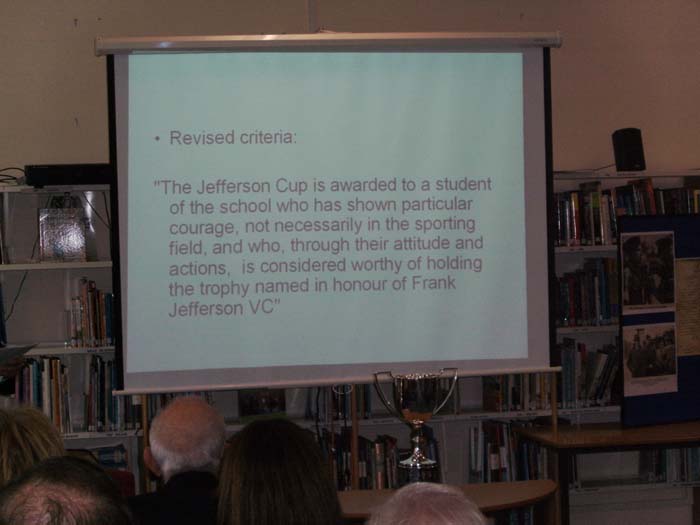 • Revised criteria:
"The Jefferson Cup is awarded to a student
of the school who has shown particular
courage, not necessarily in the sporting
field, and who, through their attitude and
actions,  is considered worthy of holding
the trophy named in honour of Frank
Jefferson VC"